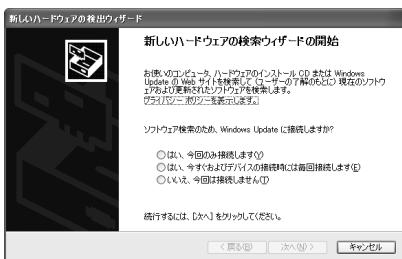 新しいハードウェアの検出ウィザード
新しいハードウェアの検索ウィザードの開始
お使いのコンピュータ、ハードウェアのインストール CD または Windows
Update の Web サイトを検索して (ユーザーの了解のもとに) 現在のソフトウ
ェアおよび更新されたソフトウェアを検索します。
プライバシー ポリシーを表示します。
ソフトウェア検索のため、Windows Update に接続しますか?
はい、今回のみ接続します(Y)
はい、今すぐおよびデバイスの接続時には毎回接続します(E)
いいえ、今回は接続しません(T)
続行するには、[次へ] をクリックしてください。
< 戻る(B) 次へ(N) > キャンセル